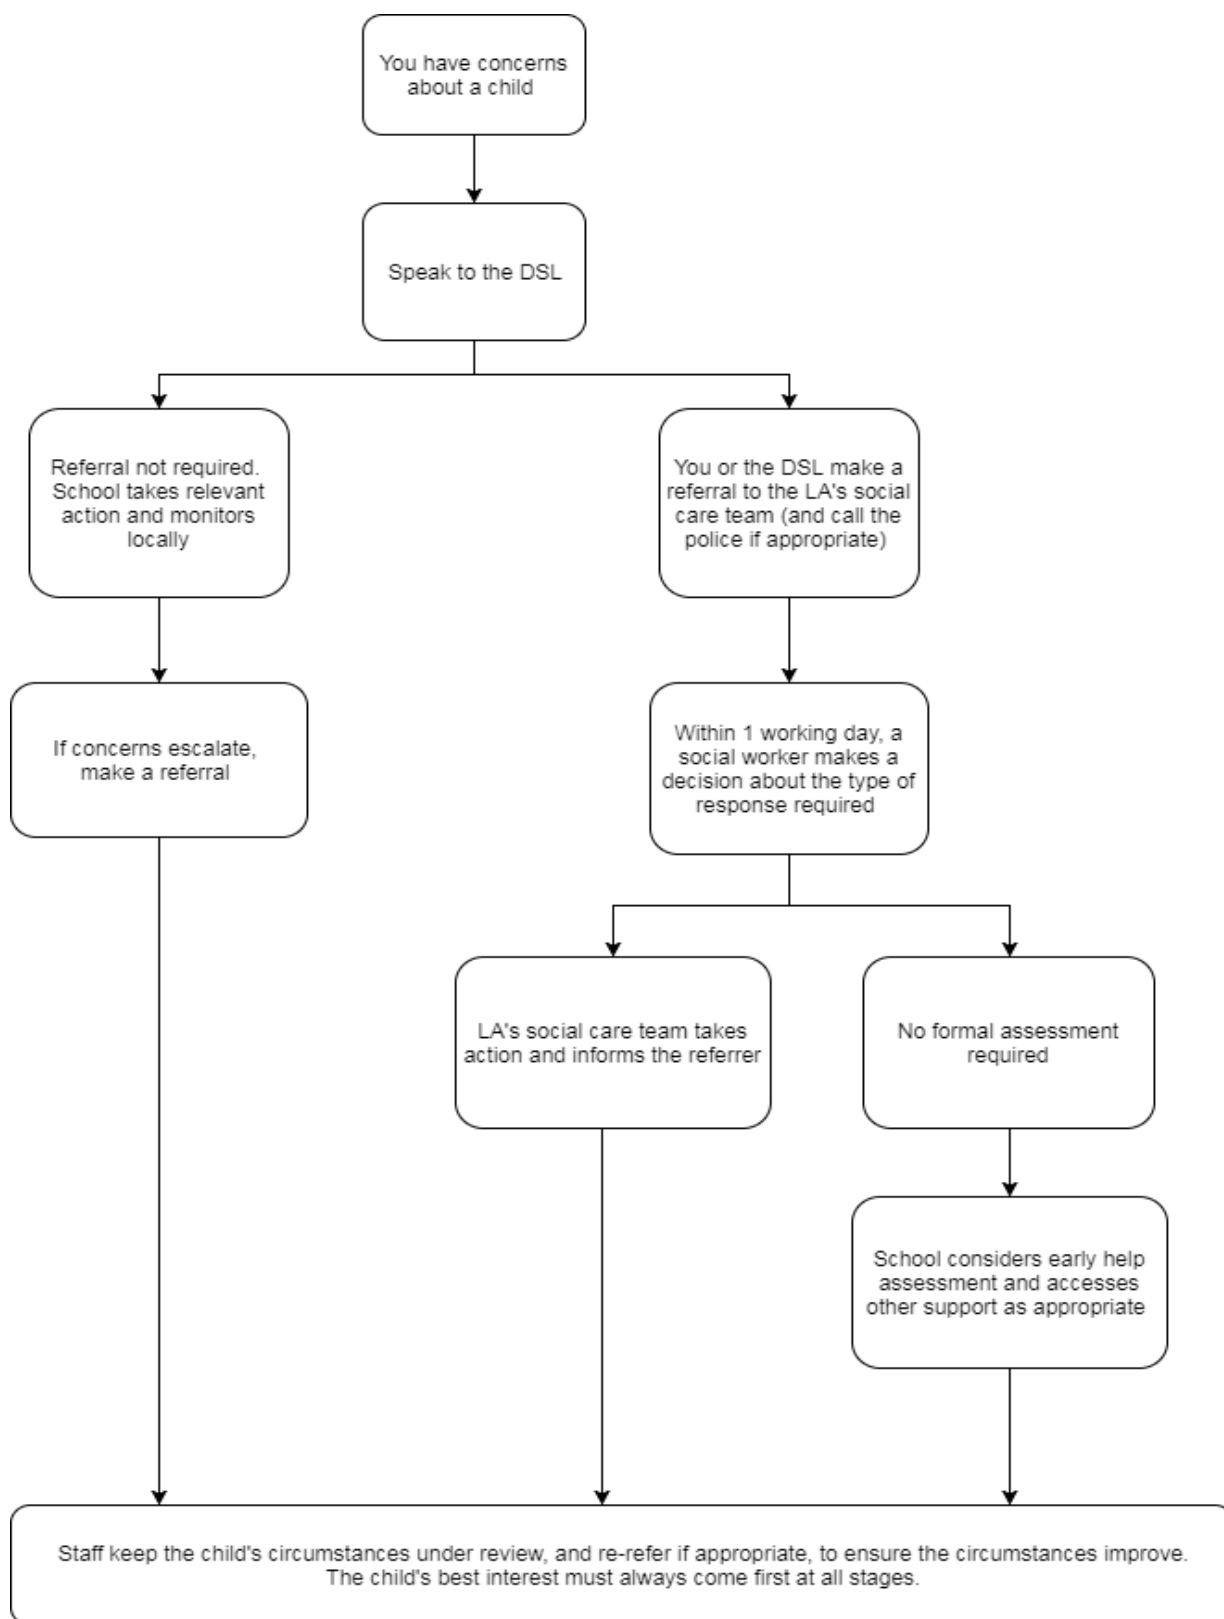 You have concerns
about a child
Speak to the DSL
Referral not required.
School takes relevant
action and monitors
locally
You or the DSL make a
referral to the LA's social
care team (and call the
police if appropriate)
If concerns escalate,
make a referral
Within 1 working day, a
social worker makes a
decision about the type of
response required
LA's social care team takes
action and informs the referrer
No formal assessment
required
School considers early help
assessment and accesses
other support as appropriate
Staff keep the child's circumstances under review, and re-refer if appropriate, to ensure the circumstances improve.
The child's best interest must always come first at all stages.